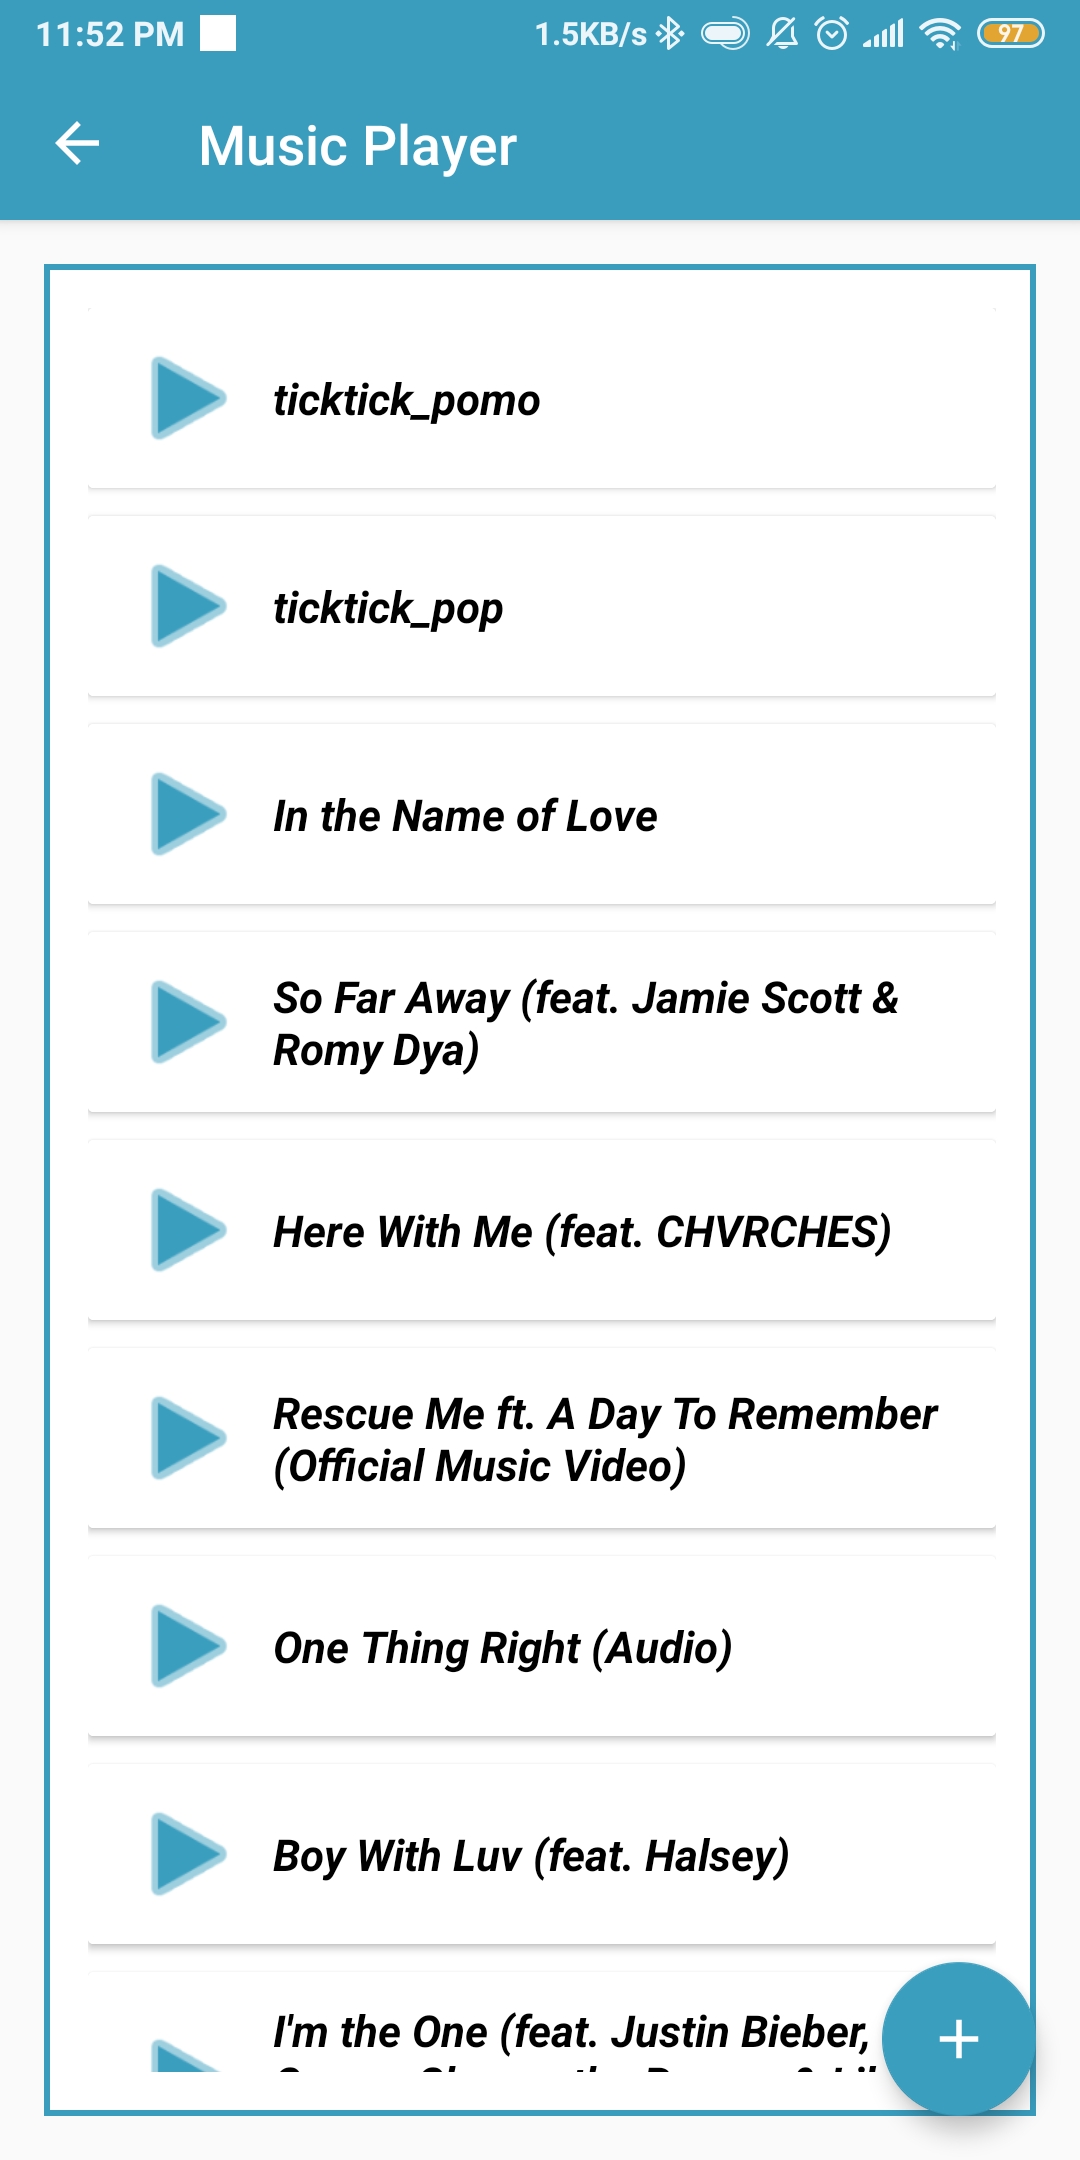 11:52 PM 1.5KB/s 97
Music Player
ticktick_pomo
ticktick_pop
In the Name of Love
So Far Away (feat. Jamie Scott &
Romy Dya)
Here With Me (feat. CHVRCHES)
Rescue Me ft. A Day To Remember
(Official Music Video)
One Thing Right (Audio)
Boy With Luv (feat. Halsey)
I'm the One (feat. Justin Bieber,